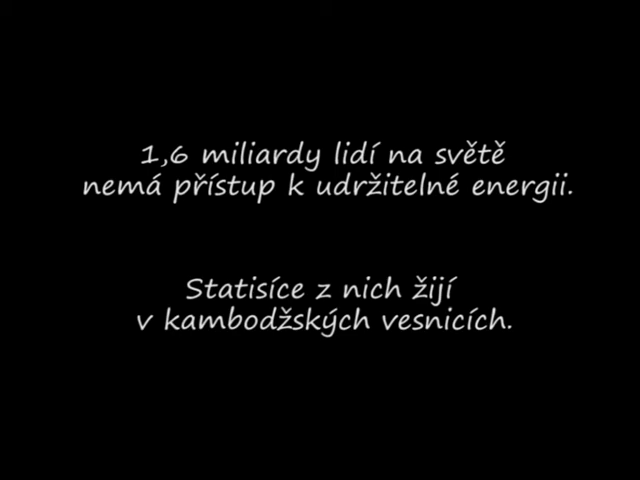 1,6 miliardy lidí na světě
nemá přístup k udržitelné energii.
Statisíce z nich žijí
v kambodžských vesnicích.